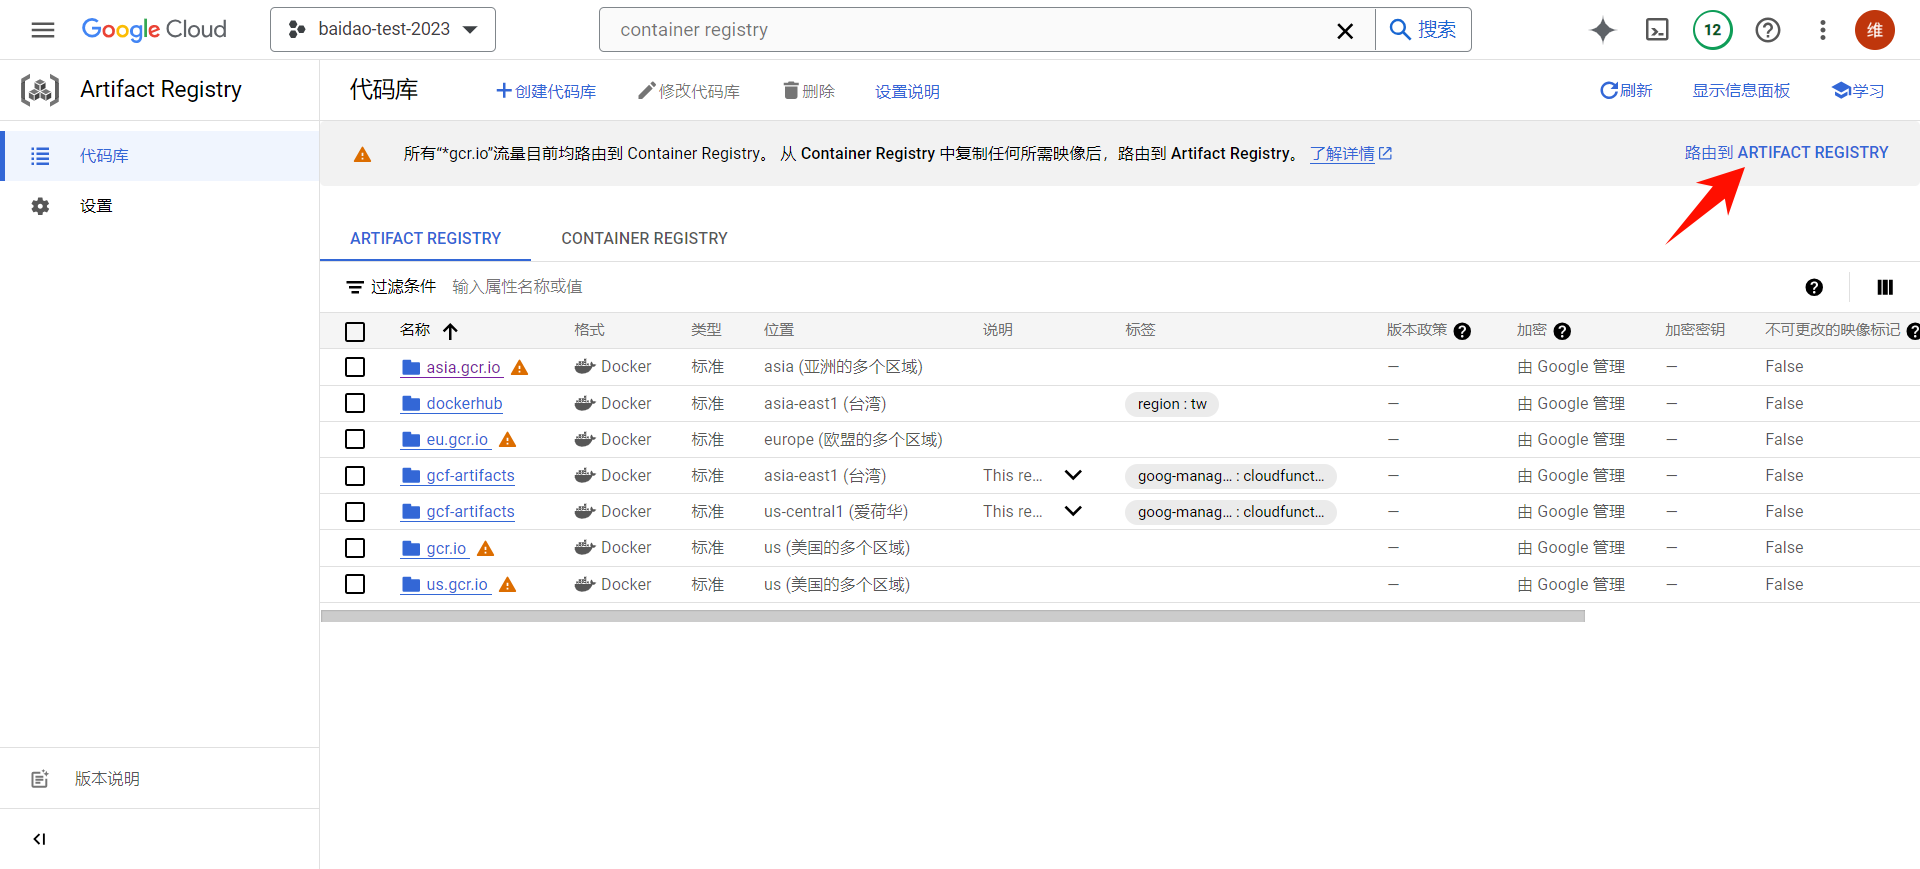 Google Cloud
baidao-test-2023
container registry
搜索
12
维
Artifact Registry
代码库
创建代码库
修改代码库
删除
设置说明
刷新
显示信息面板
学习
代码库
设置
所有“*gcr.io”流量目前均路由到 Container Registry。 从 Container Registry 中复制任何所需映像后，路由到 Artifact Registry。 了解详情
路由到 ARTIFACT REGISTRY
ARTIFACT REGISTRY
CONTAINER REGISTRY
过滤条件 输入属性名称或值
名称 格式 类型 位置 说明 标签 版本政策 加密 加密密钥 不可更改的映像标记
asia.gcr.io Docker 标准 asia (亚洲的多个区域) — 由 Google 管理 — False
dockerhub Docker 标准 asia-east1 (台湾) region : tw — 由 Google 管理 — False
eu.gcr.io Docker 标准 europe (欧盟的多个区域) — 由 Google 管理 — False
gcf-artifacts Docker 标准 asia-east1 (台湾) This re... goog-manag... : cloudfunct... — 由 Google 管理 — False
gcf-artifacts Docker 标准 us-central1 (爱荷华) This re... goog-manag... : cloudfunct... — 由 Google 管理 — False
gcr.io Docker 标准 us (美国的多个区域) — 由 Google 管理 — False
us.gcr.io Docker 标准 us (美国的多个区域) — 由 Google 管理 — False
版本说明